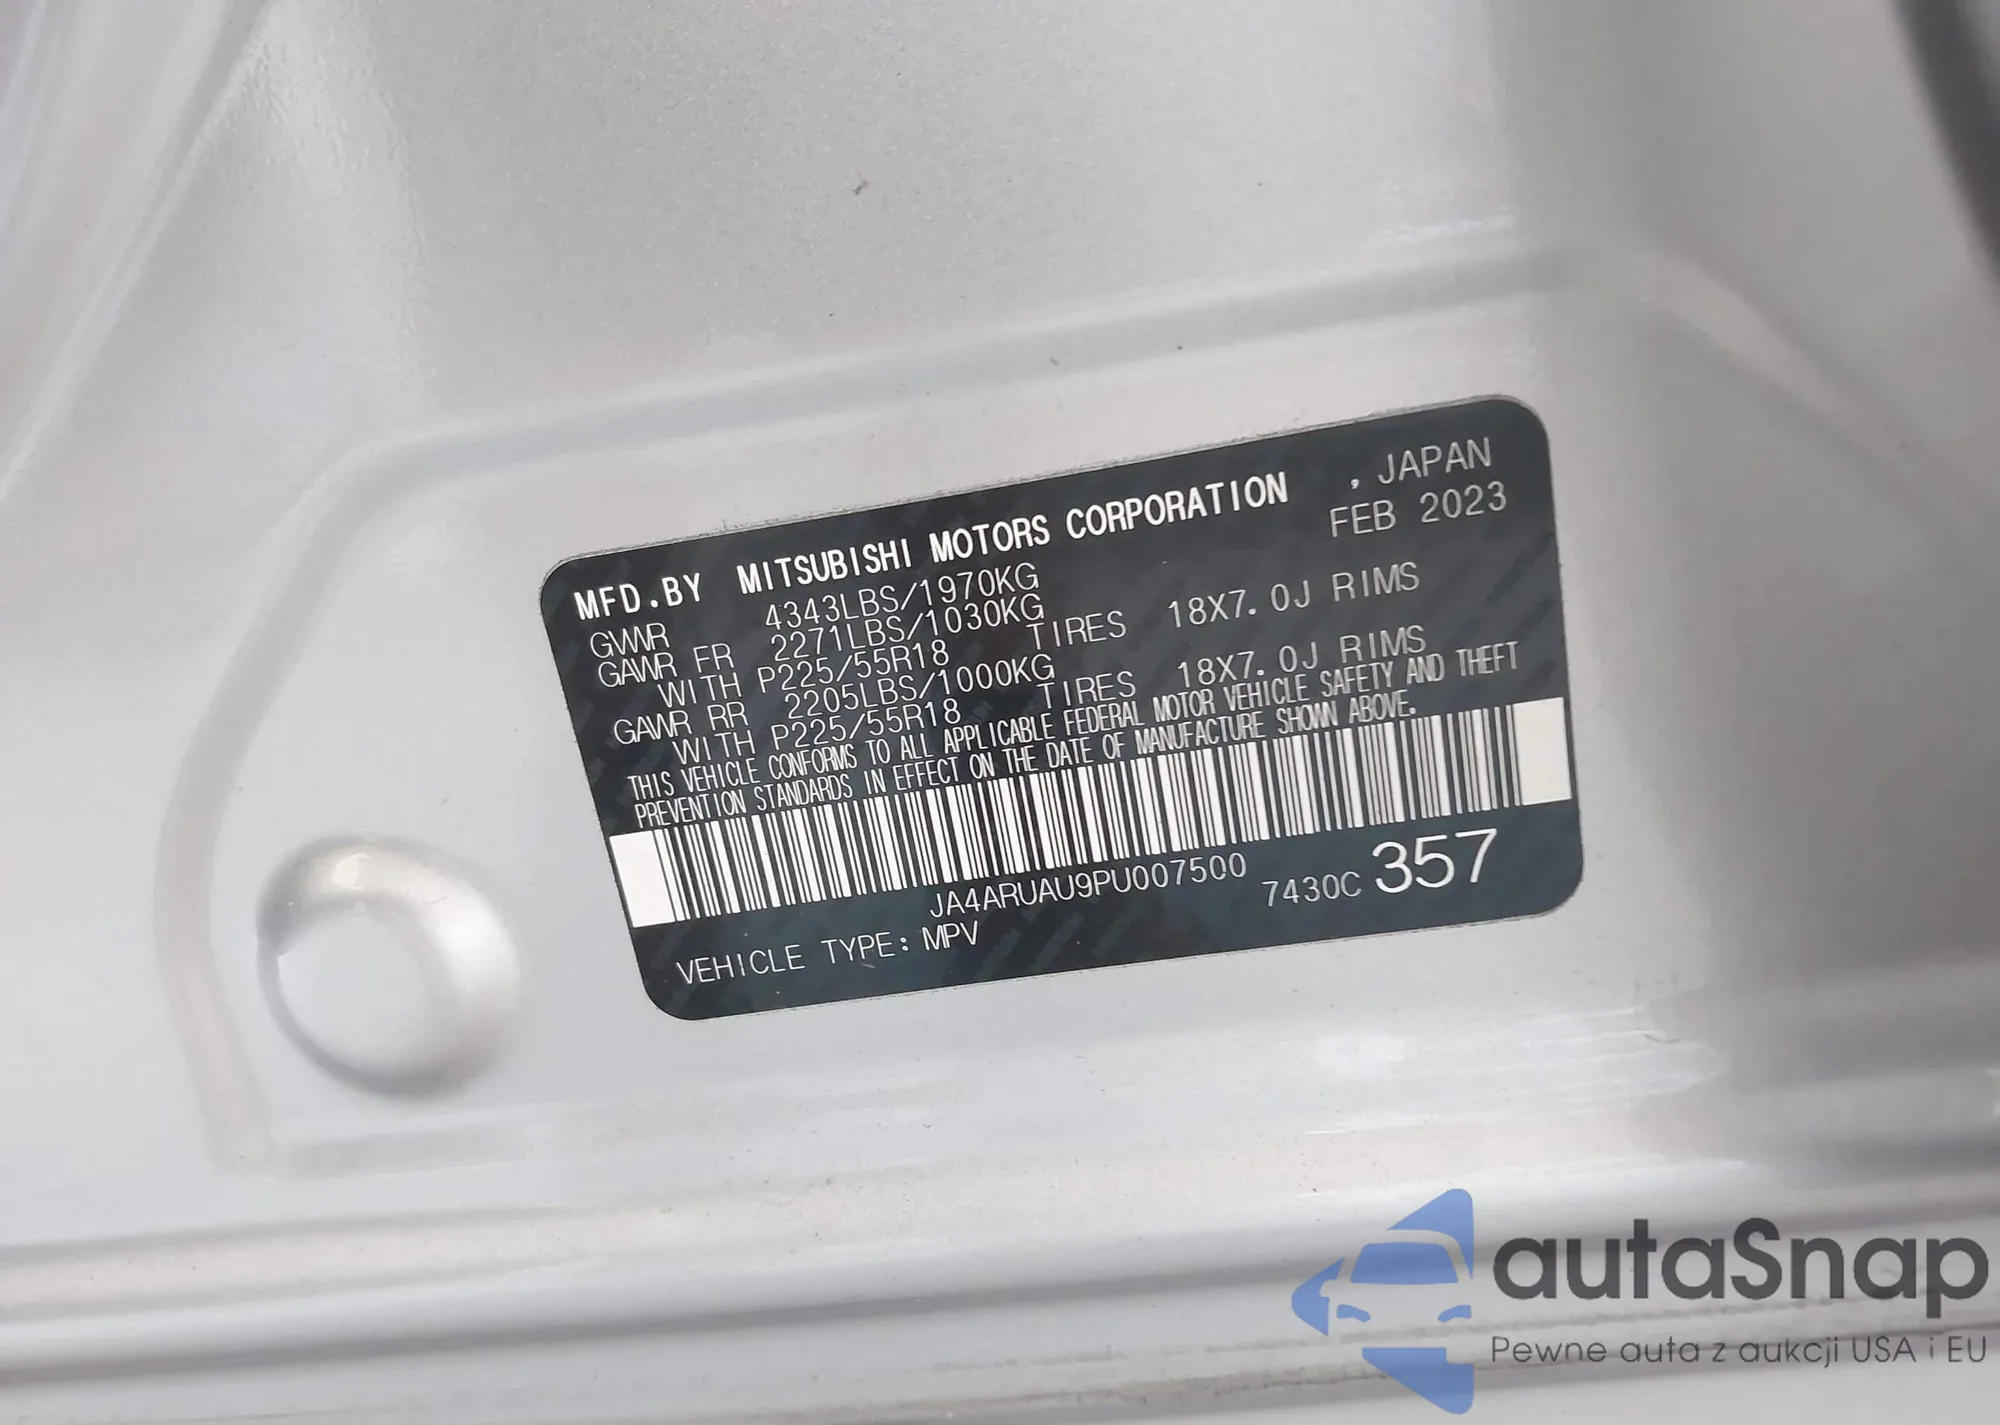 MFD.BY MITSUBISHI MOTORS CORPORATION , JAPAN
FEB 2023
GVWR 4343LBS/1970KG
GAWR FR 2271LBS/1030KG
WITH P225/55R18 TIRES 18X7.0J RIMS
GAWR RR 2205LBS/1000KG
WITH P225/55R18 TIRES 18X7.0J RIMS
THIS VEHICLE CONFORMS TO ALL APPLICABLE FEDERAL MOTOR VEHICLE SAFETY AND THEFT
PREVENTION STANDARDS IN EFFECT ON THE DATE OF MANUFACTURE SHOWN ABOVE.
JA4ARUAU9PU007500 7430C 357
VEHICLE TYPE: MPV
autaSnap
Pewne auta z aukcji USA i EU